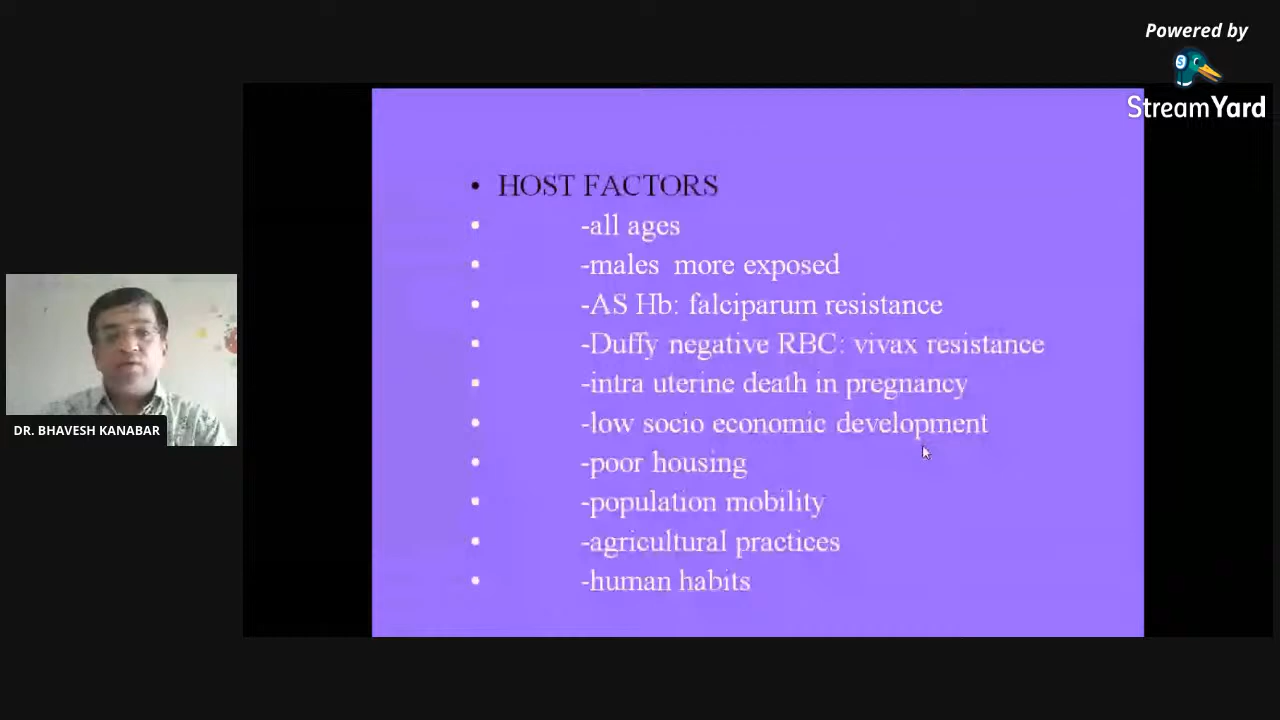 Powered by
StreamYard
• HOST FACTORS
• -all ages
• -males more exposed
• -AS Hb: falciparum resistance
• -Duffy negative RBC: vivax resistance
• -intra uterine death in pregnancy
• -low socio economic development
• -poor housing
• -population mobility
• -agricultural practices
• -human habits
DR. BHAVESH KANABAR